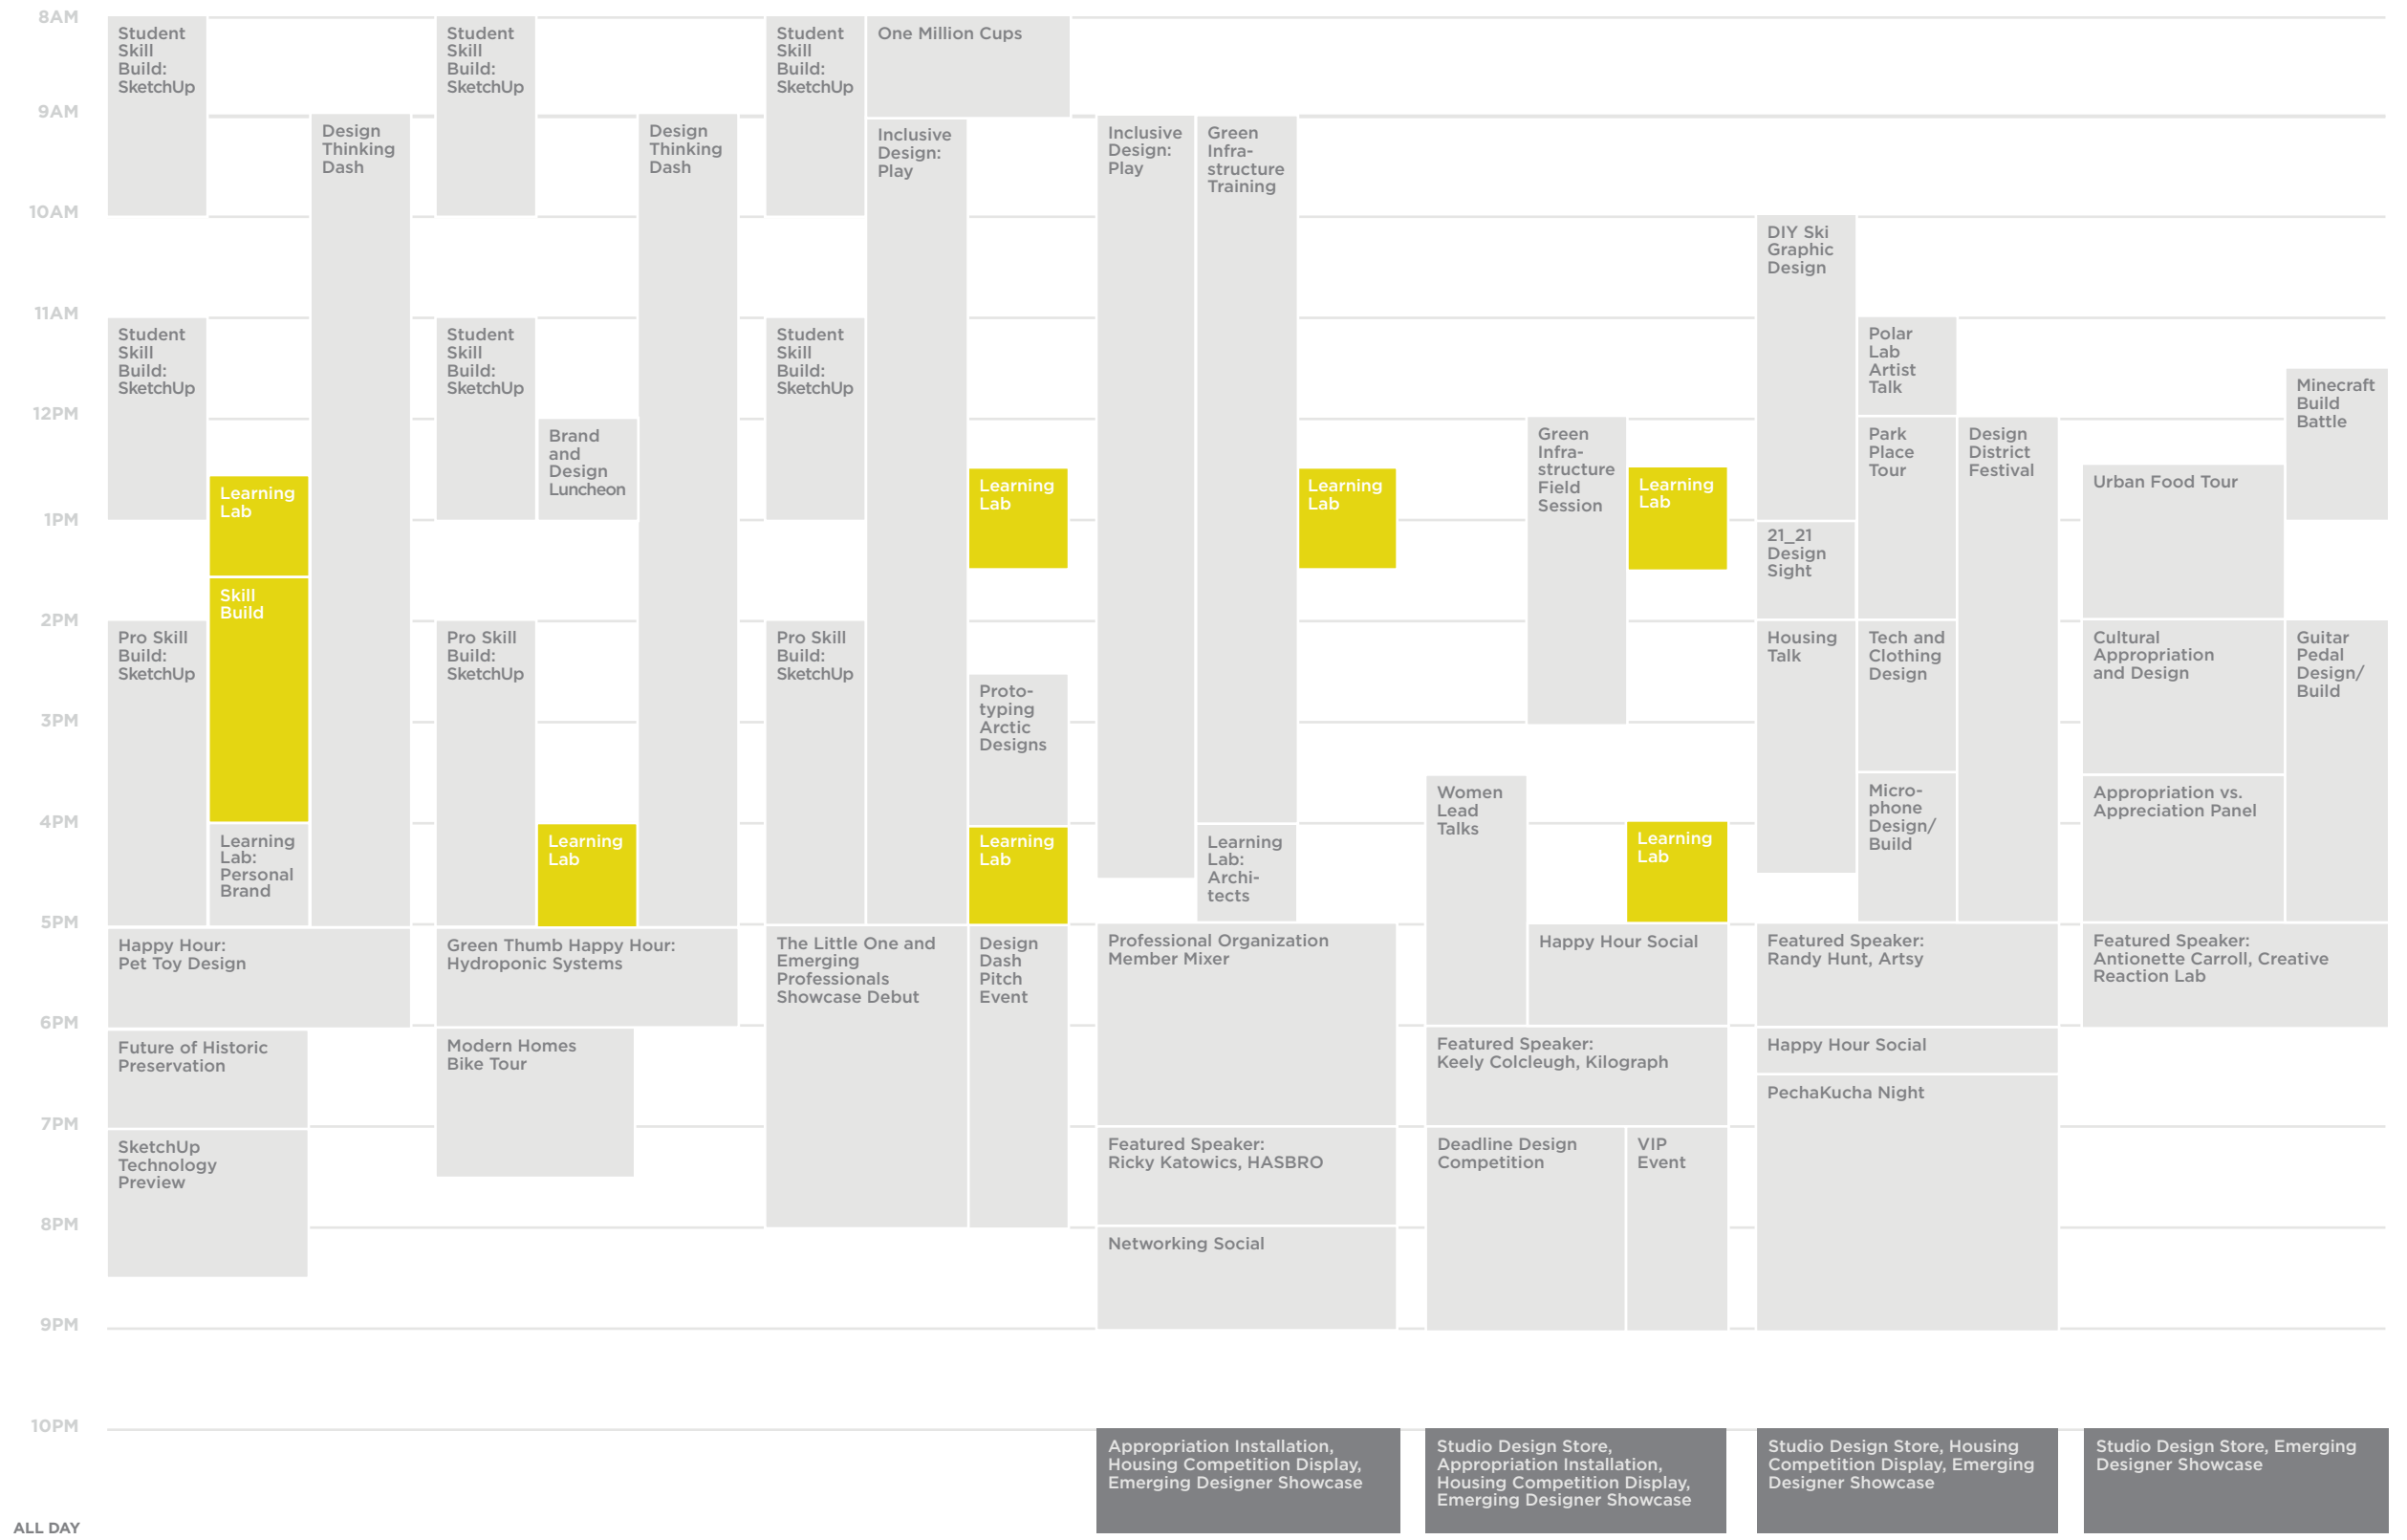 8AM
9AM
10AM
11AM
12PM
1PM
2PM
3PM
4PM
5PM
6PM
7PM
8PM
9PM
10PM
ALL DAY
Student
Skill
Build:
SketchUp
Design
Thinking
Dash
Student
Skill
Build:
SketchUp
Learning
Lab
Skill
Build
Pro Skill
Build:
SketchUp
Learning
Lab:
Personal
Brand
Happy Hour:
Pet Toy Design
Future of Historic
Preservation
SketchUp
Technology
Preview
Student
Skill
Build:
SketchUp
Design
Thinking
Dash
Student
Skill
Build:
SketchUp
Brand
and
Design
Luncheon
Pro Skill
Build:
SketchUp
Learning
Lab
Green Thumb Happy Hour:
Hydroponic Systems
Modern Homes
Bike Tour
Student
Skill
Build:
SketchUp
One Million Cups
Inclusive
Design:
Play
Student
Skill
Build:
SketchUp
Learning
Lab
Pro Skill
Build:
SketchUp
Proto-
typing
Arctic
Designs
Learning
Lab
The Little One and
Emerging
Professionals
Showcase Debut
Design
Dash
Pitch
Event
Inclusive
Design:
Play
Green
Infra-
structure
Training
Learning
Lab
Learning
Lab:
Archi-
tects
Professional Organization
Member Mixer
Featured Speaker:
Ricky Katowics, HASBRO
Networking Social
Appropriation Installation,
Housing Competition Display,
Emerging Designer Showcase
Green
Infra-
structure
Field
Session
Learning
Lab
Women
Lead
Talks
Learning
Lab
Happy Hour Social
Featured Speaker:
Keely Colcleugh, Kilograph
Deadline Design
Competition
VIP
Event
Studio Design Store,
Appropriation Installation,
Housing Competition Display,
Emerging Designer Showcase
DIY Ski
Graphic
Design
Polar
Lab
Artist
Talk
Park
Place
Tour
Design
District
Festival
21_21
Design
Sight
Housing
Talk
Tech and
Clothing
Design
Micro-
phone
Design/
Build
Featured Speaker:
Randy Hunt, Artsy
Happy Hour Social
PechaKucha Night
Studio Design Store, Housing
Competition Display, Emerging
Designer Showcase
Minecraft
Build
Battle
Urban Food Tour
Cultural
Appropriation
and Design
Guitar
Pedal
Design/
Build
Appropriation vs.
Appreciation Panel
Featured Speaker:
Antionette Carroll, Creative
Reaction Lab
Studio Design Store, Emerging
Designer Showcase